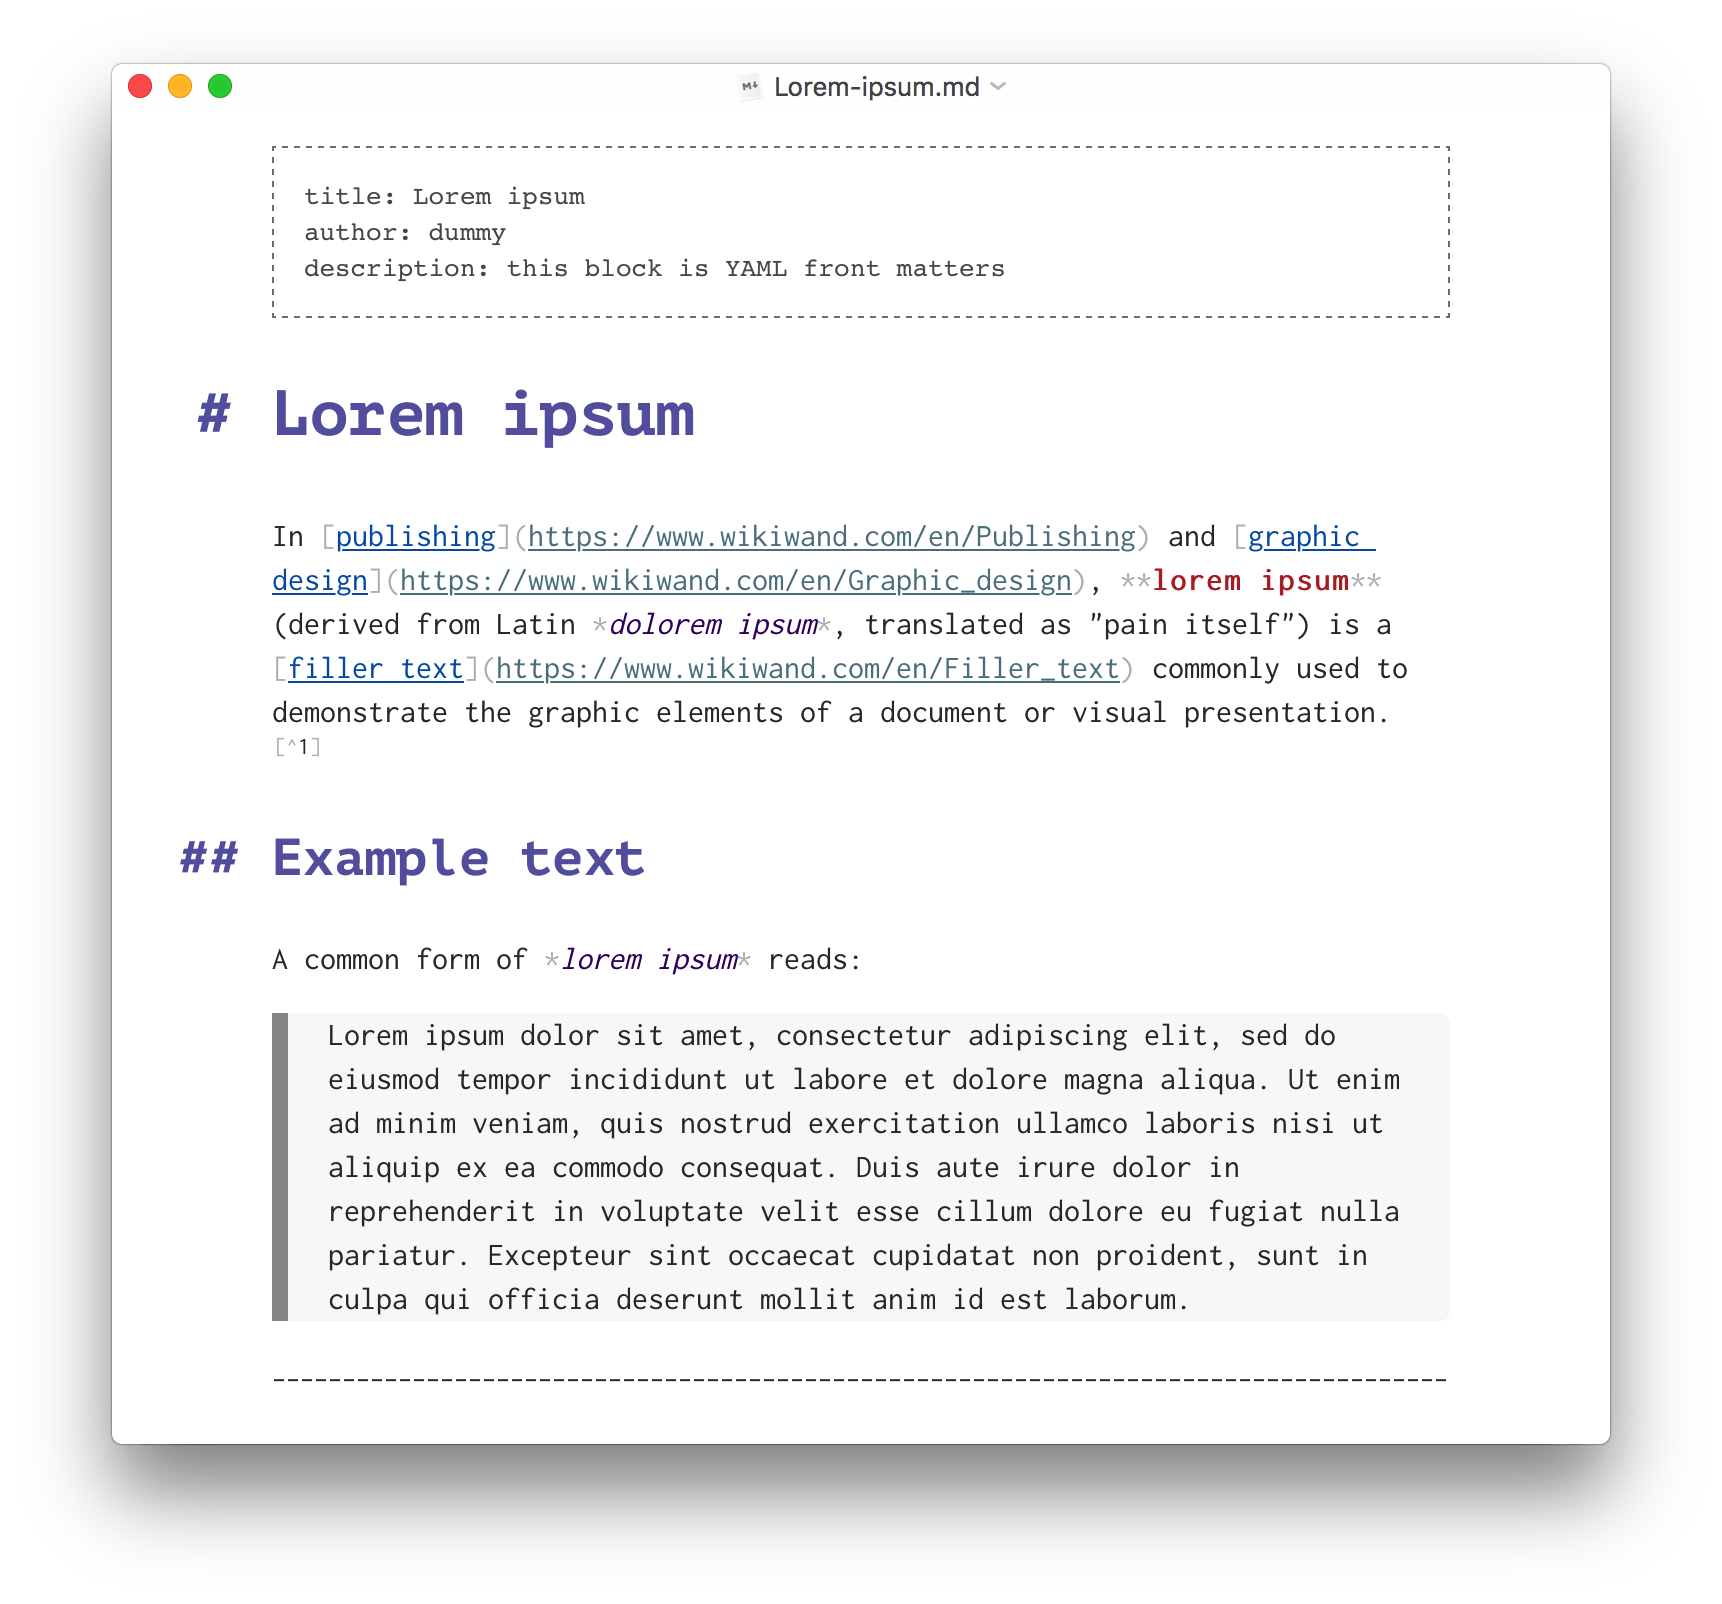 Lorem-ipsum.md
title: Lorem ipsum
author: dummy
description: this block is YAML front matters
# Lorem ipsum
In [publishing](https://www.wikiwand.com/en/Publishing) and [graphic
design](https://www.wikiwand.com/en/Graphic_design), **lorem ipsum**
(derived from Latin *dolorem ipsum*, translated as "pain itself") is a
[filler text](https://www.wikiwand.com/en/Filler_text) commonly used to
demonstrate the graphic elements of a document or visual presentation.
[^1]
## Example text
A common form of *lorem ipsum* reads:
Lorem ipsum dolor sit amet, consectetur adipiscing elit, sed do
eiusmod tempor incididunt ut labore et dolore magna aliqua. Ut enim
ad minim veniam, quis nostrud exercitation ullamco laboris nisi ut
aliquip ex ea commodo consequat. Duis aute irure dolor in
reprehenderit in voluptate velit esse cillum dolore eu fugiat nulla
pariatur. Excepteur sint occaecat cupidatat non proident, sunt in
culpa qui officia deserunt mollit anim id est laborum.